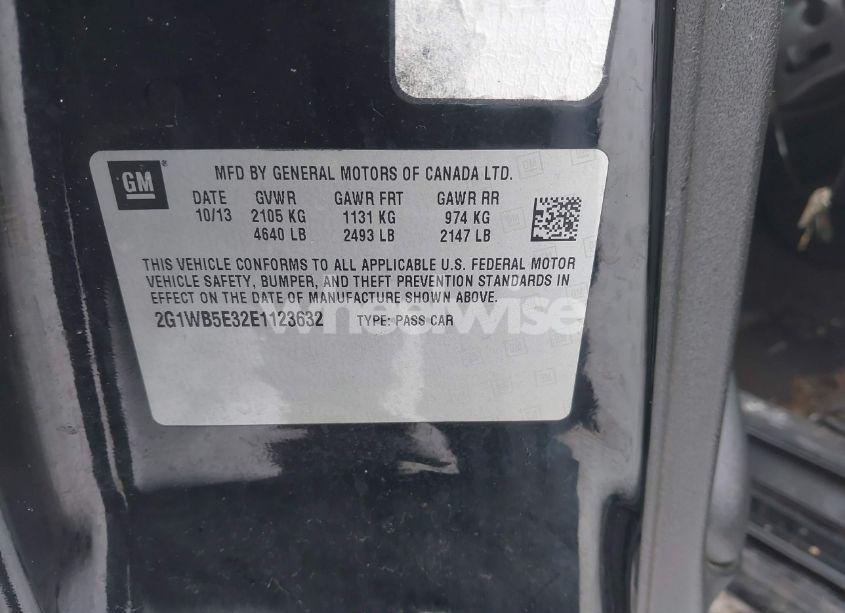 GM
MFD BY GENERAL MOTORS OF CANADA LTD.
DATE GVWR GAWR FRT GAWR RR
10/13 2105 KG 1131 KG 974 KG
4640 LB 2493 LB 2147 LB
THIS VEHICLE CONFORMS TO ALL APPLICABLE U.S. FEDERAL MOTOR
VEHICLE SAFETY, BUMPER, AND THEFT PREVENTION STANDARDS IN
EFFECT ON THE DATE OF MANUFACTURE SHOWN ABOVE.
2G1WB5E32E1123632 TYPE: PASS CAR
wheelwise